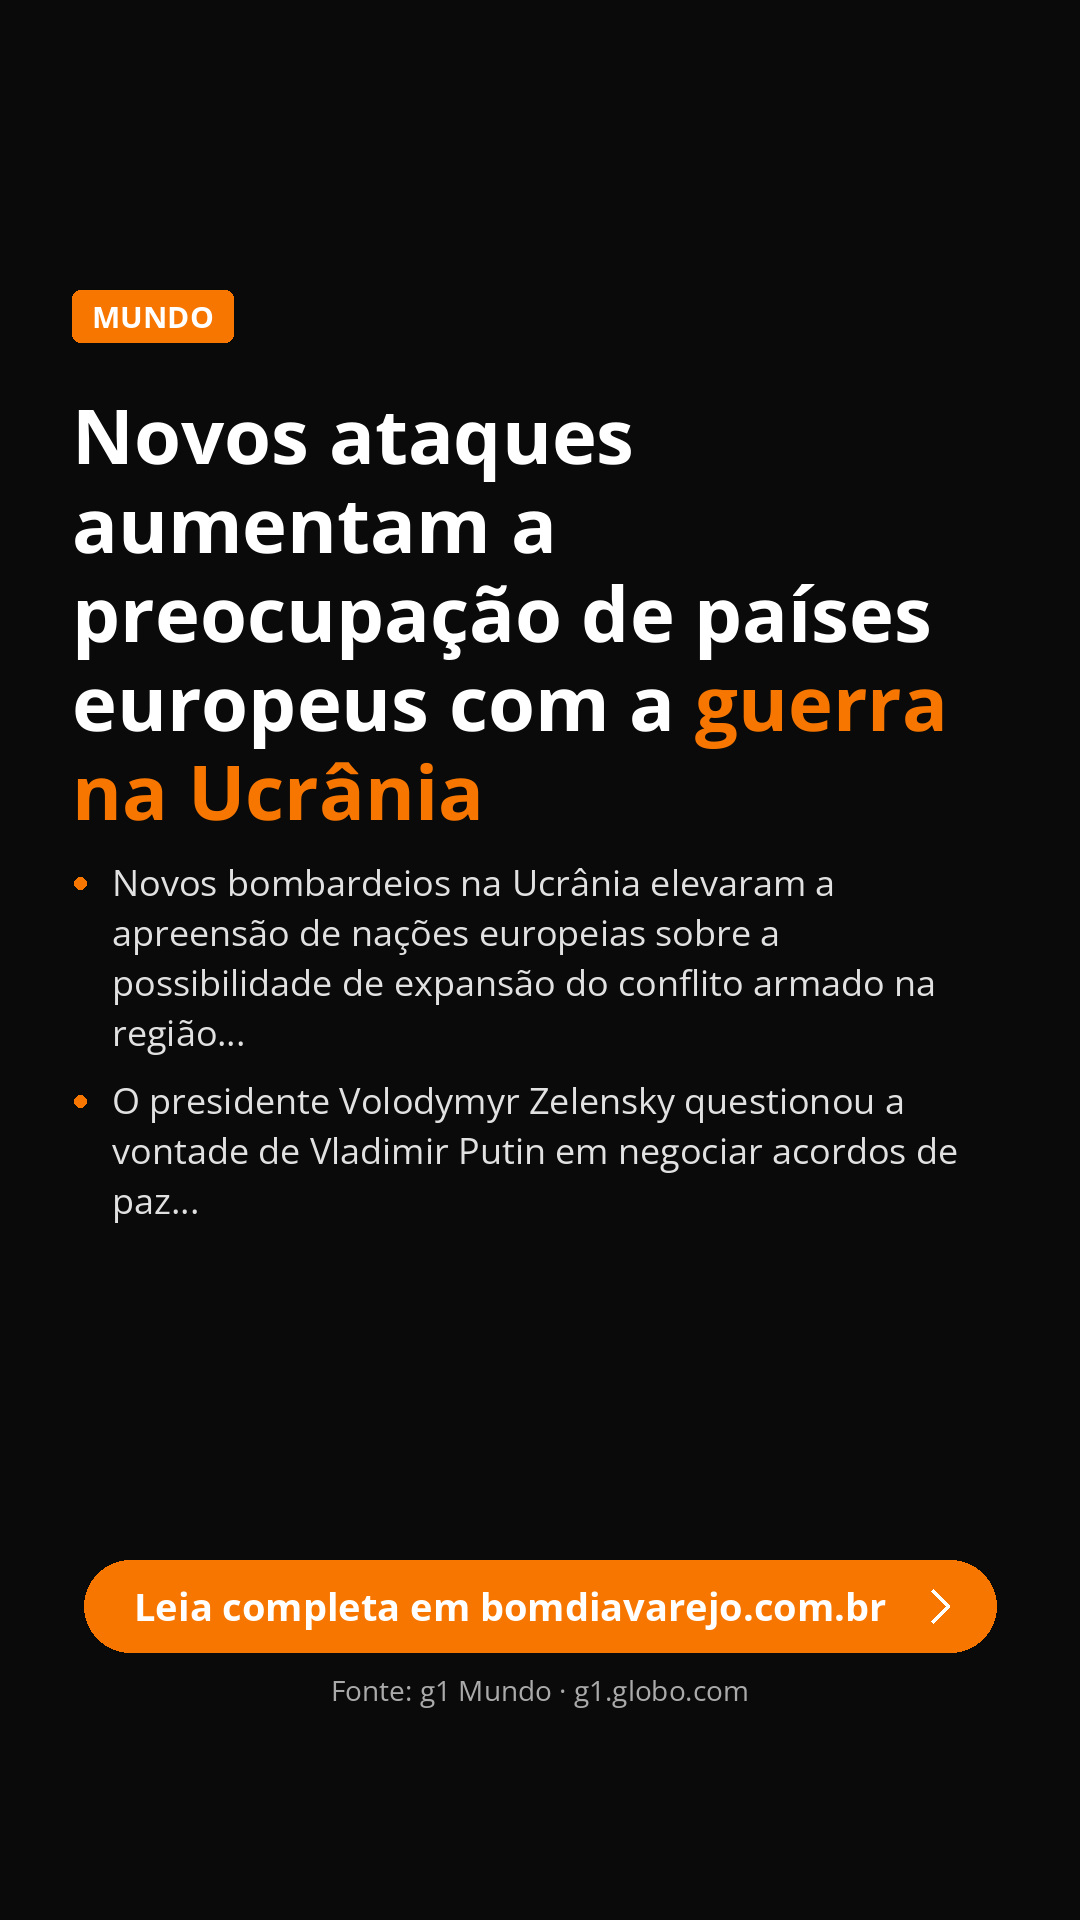 MUNDO
Novos ataques
aumentam a
preocupação de países
europeus com a guerra
na Ucrânia
Novos bombardeios na Ucrânia elevaram a
apreensão de nações europeias sobre a
possibilidade de expansão do conflito armado na
região...
O presidente Volodymyr Zelensky questionou a
vontade de Vladimir Putin em negociar acordos de
paz...
Leia completa em bomdiavarejo.com.br
Fonte: g1 Mundo · g1.globo.com